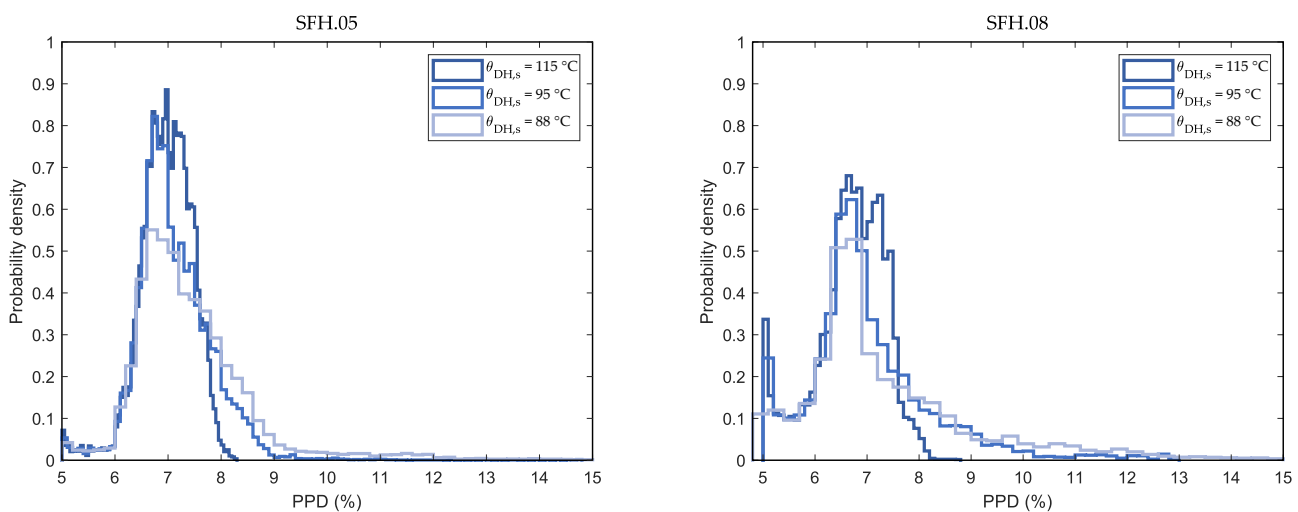 SFH.05
1
0.9
0.8
0.7
0.6
0.5
0.4
0.3
0.2
0.1
0
Probability density
5 6 7 8 9 10 11 12 13 14 15
PPD (%)
θDH,s = 115 °C
θDH,s = 95 °C
θDH,s = 88 °C
SFH.08
1
0.9
0.8
0.7
0.6
0.5
0.4
0.3
0.2
0.1
0
Probability density
4.8 6 7 8 9 10 11 12 13 14 15
PPD (%)
θDH,s = 115 °C
θDH,s = 95 °C
θDH,s = 88 °C